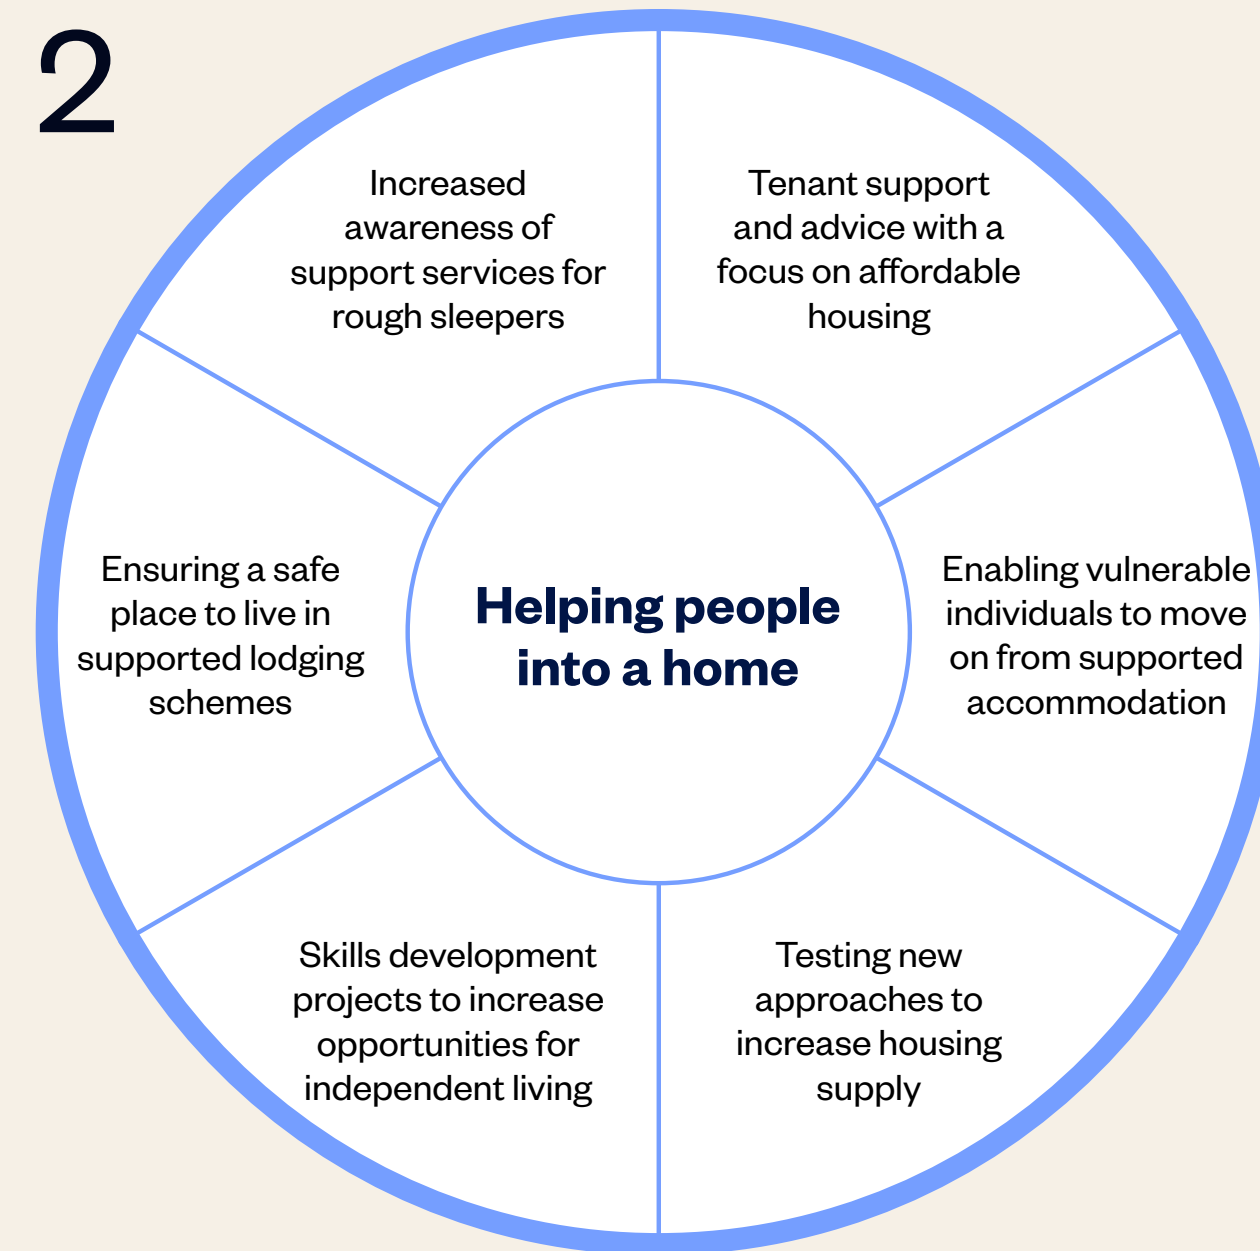 2
Increased
awareness of
support services for
rough sleepers
Tenant support
and advice with a
focus on affordable
housing
Ensuring a safe
place to live in
supported lodging
schemes
Helping people
into a home
Enabling vulnerable
individuals to move
on from supported
accommodation
Skills development
projects to increase
opportunities for
independent living
Testing new
approaches to
increase housing
supply